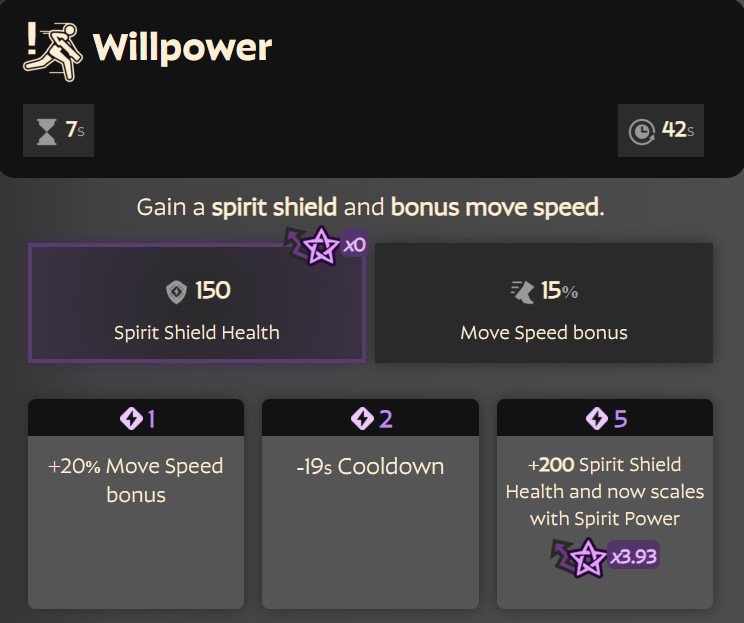 Willpower
7s
42s
Gain a spirit shield and bonus move speed.
x0
150
15%
Spirit Shield Health
Move Speed bonus
1
+20% Move Speed
bonus
2
-19s Cooldown
5
+200 Spirit Shield
Health and now scales
with Spirit Power
x3.93